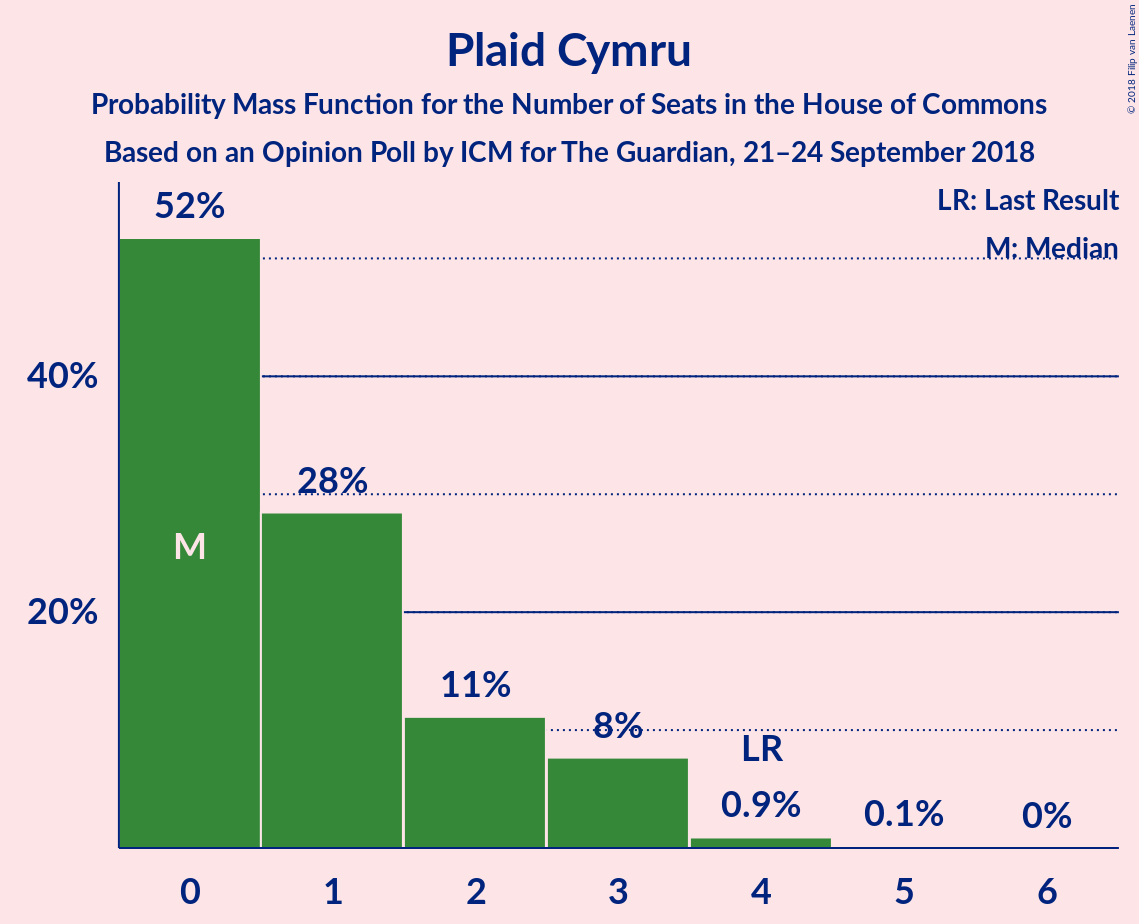 Plaid Cymru
Probability Mass Function for the Number of Seats in the House of Commons
Based on an Opinion Poll by ICM for The Guardian, 21–24 September 2018
© 2018 Filip van Laenen
LR: Last Result
M: Median
52%
40%
28%
M
20%
11%
8%
LR
0.9%
0.1%
0%
0 1 2 3 4 5 6